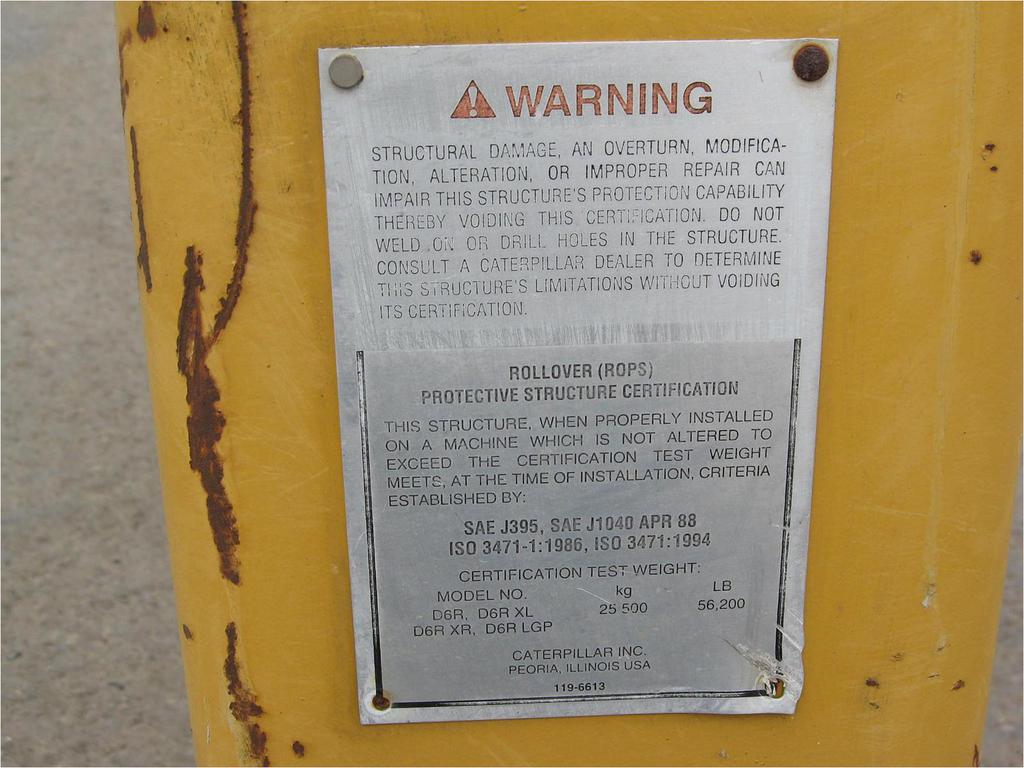 WARNING
STRUCTURAL DAMAGE, AN OVERTURN, MODIFICA-
TION, ALTERATION, OR IMPROPER REPAIR CAN
IMPAIR THIS STRUCTURE'S PROTECTION CAPABILITY
THEREBY VOIDING THIS CERTIFICATION. DO NOT
WELD ON OR DRILL HOLES IN THE STRUCTURE.
CONSULT A CATERPILLAR DEALER TO DETERMINE
THIS STRUCTURE'S LIMITATIONS WITHOUT VOIDING
ITS CERTIFICATION.
ROLLOVER (ROPS)
PROTECTIVE STRUCTURE CERTIFICATION
THIS STRUCTURE, WHEN PROPERLY INSTALLED
ON A MACHINE WHICH IS NOT ALTERED TO
EXCEED THE CERTIFICATION TEST WEIGHT
MEETS, AT THE TIME OF INSTALLATION, CRITERIA
ESTABLISHED BY:
SAE J395, SAE J1040 APR 88
ISO 3471-1:1986, ISO 3471:1994
CERTIFICATION TEST WEIGHT:
MODEL NO. kg LB
D6R, D6R XL 25 500 56,200
D6R XR, D6R LGP
CATERPILLAR INC.
PEORIA, ILLINOIS USA
119-6613